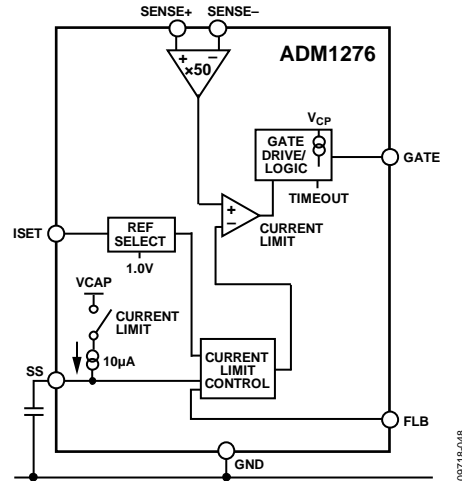 SENSE+ SENSE–
ADM1276
+ –
×50
VCP
GATE
DRIVE/
LOGIC
GATE
TIMEOUT
+
–
CURRENT
LIMIT
ISET
REF
SELECT
1.0V
VCAP
CURRENT
LIMIT
10µA
SS
CURRENT
LIMIT
CONTROL
FLB
GND
09718-048